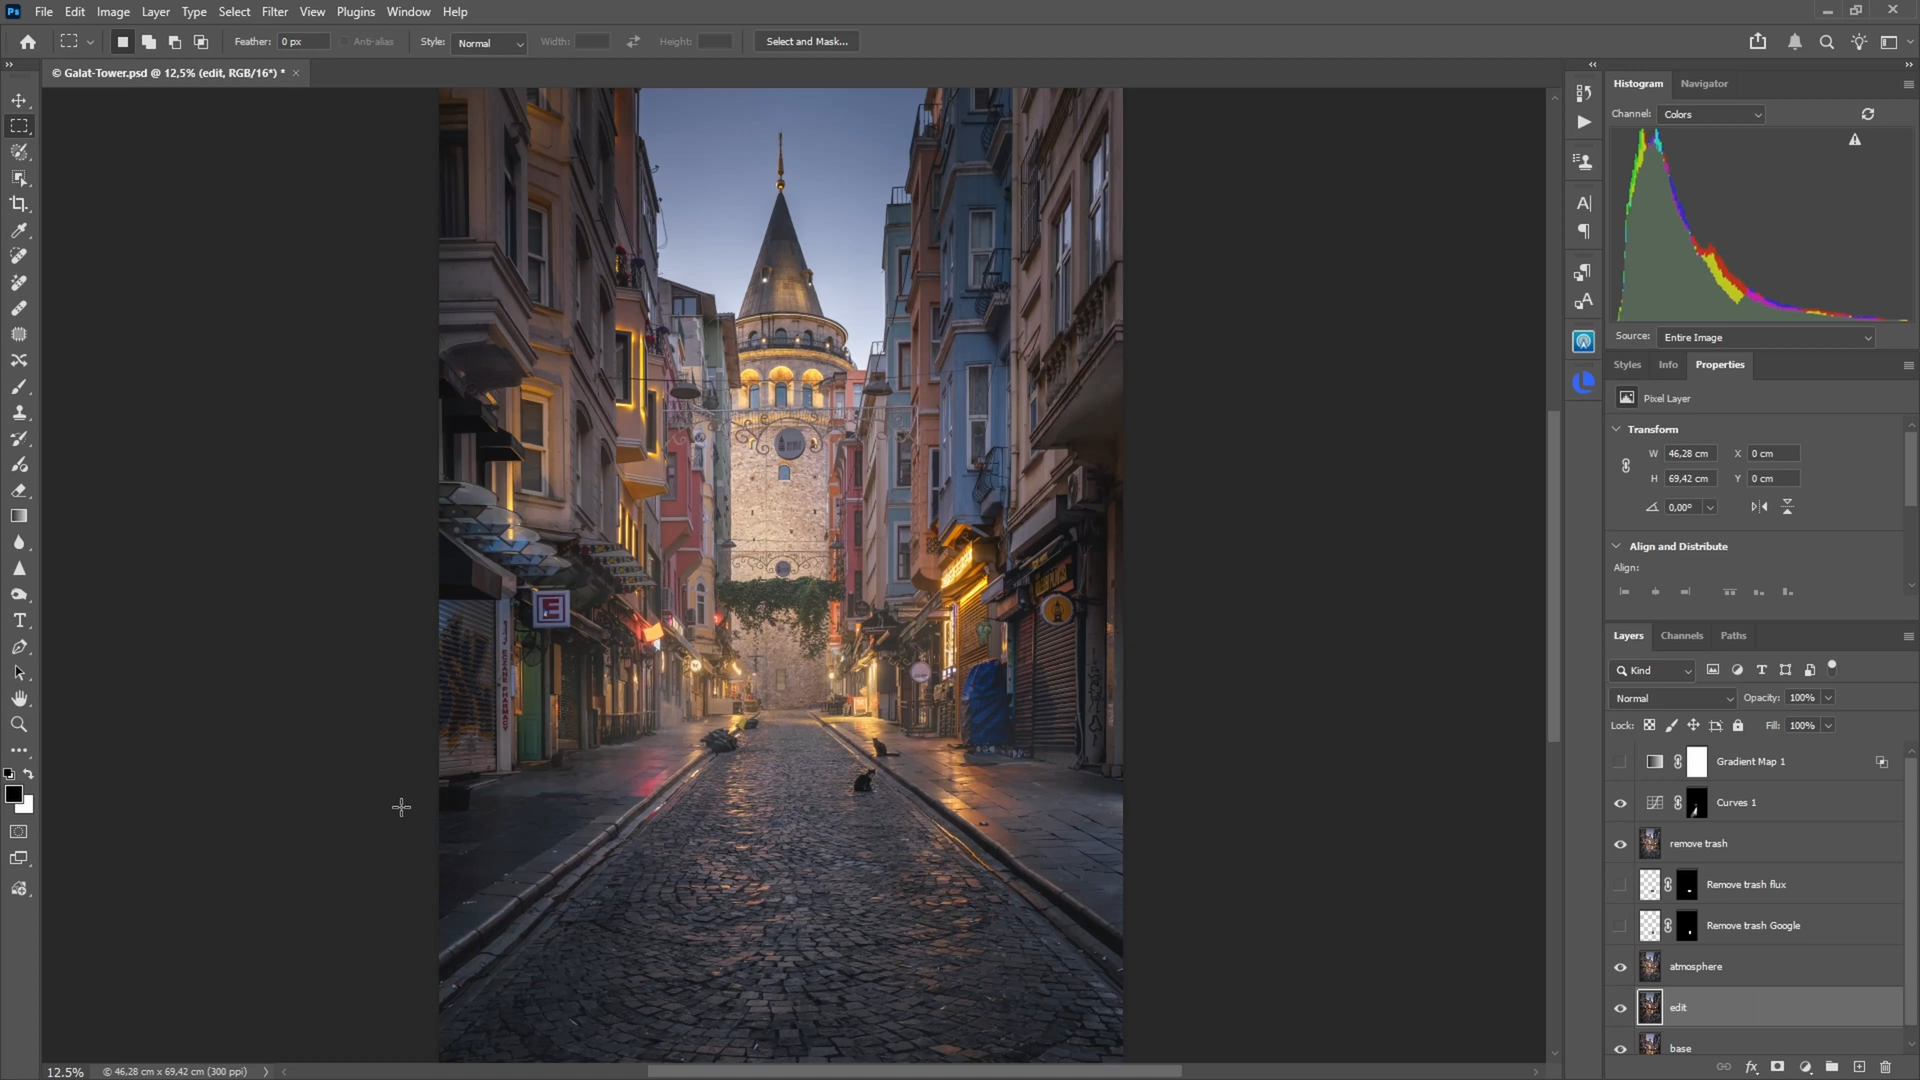 Ps File Edit Image Layer Type Select Filter View Plugins Window Help
Feather: 0 px Anti-alias Style: Normal Width: Height: Select and Mask...
© Galat-Tower.psd @ 12,5% (edit, RGB/16*) * ×
Histogram Navigator
Channel: Colors
Source: Entire Image
Styles Info Properties
Pixel Layer
Transform
W 46,28 cm X 0 cm
H 69,42 cm Y 0 cm
0,00°
Align and Distribute
Align:
Layers Channels Paths
Kind
Normal Opacity: 100%
Lock: Fill: 100%
Gradient Map 1
Curves 1
remove trash
Remove trash flux
Remove trash Google
atmosphere
edit
base
E
12.5% © 46,28 cm x 69,42 cm (300 ppi)